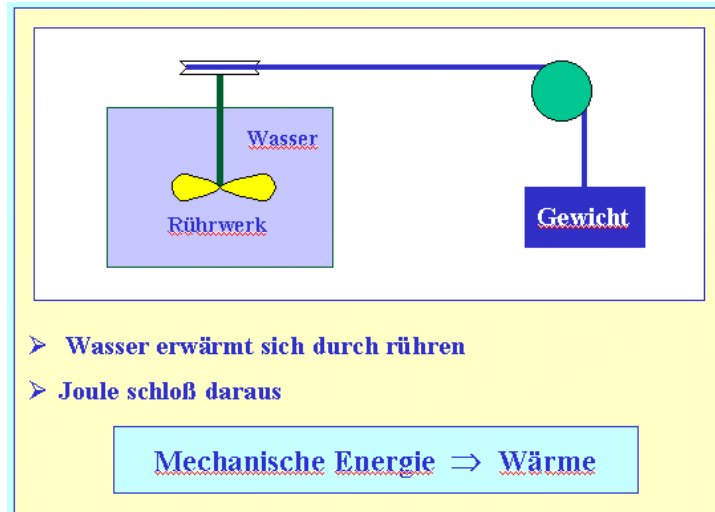 Wasser
Rührwerk
Gewicht
➢ Wasser erwärmt sich durch rühren
➢ Joule schloß daraus
Mechanische Energie ⇒ Wärme